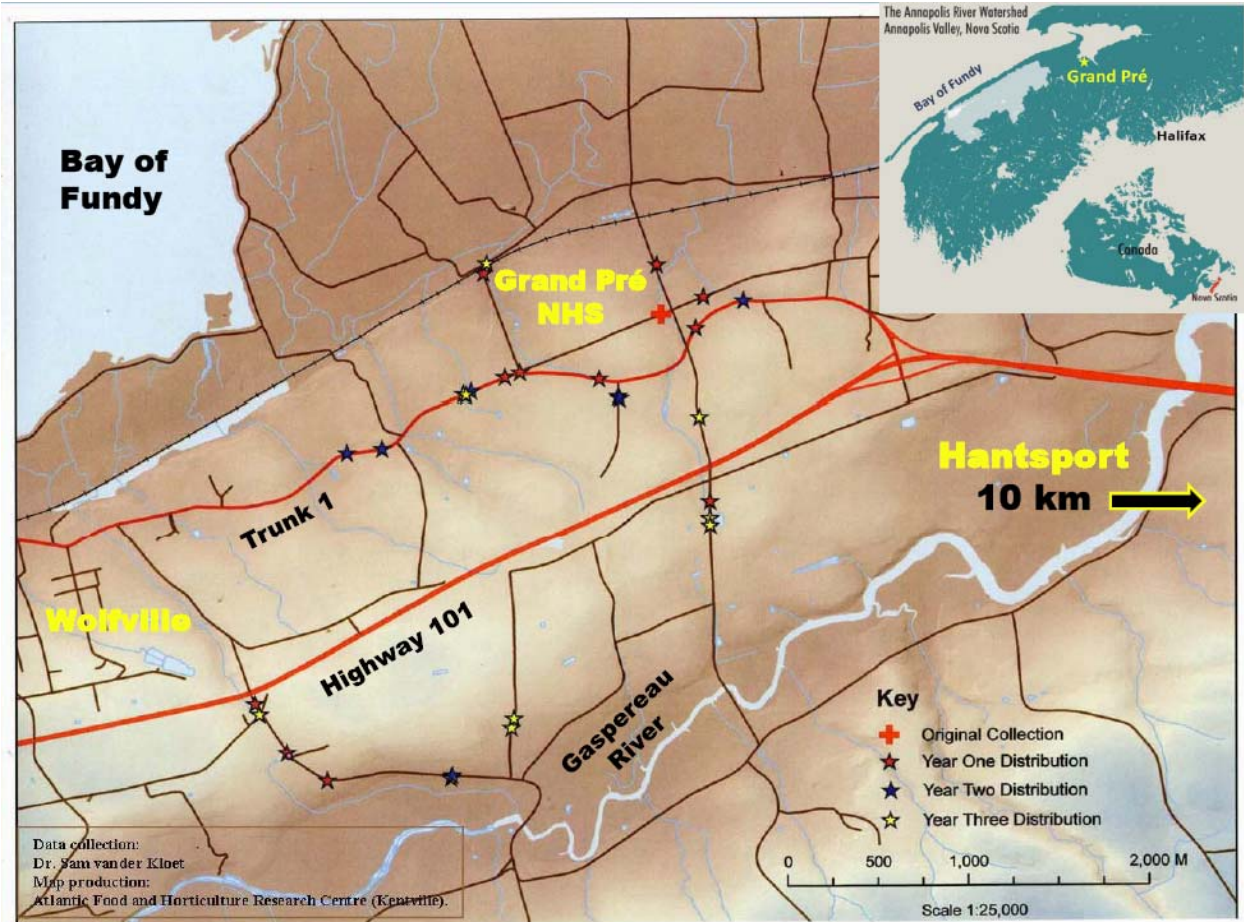 The Annapolis River Watershed
Annapolis Valley, Nova Scotia
Bay of Fundy
Grand Pré
Halifax
Canada
Nova Scotia
Bay of
Fundy
Grand Pré
NHS
Trunk 1
Hantsport
10 km
Wolfville
Highway 101
Gaspereau
River
Key
Original Collection
Year One Distribution
Year Two Distribution
Year Three Distribution
0 500 1,000 2,000 M
Scale 1:25,000
Data collection:
Dr. Sam vander Kloet
Map production:
Atlantic Food and Horticulture Research Centre (Kentville).